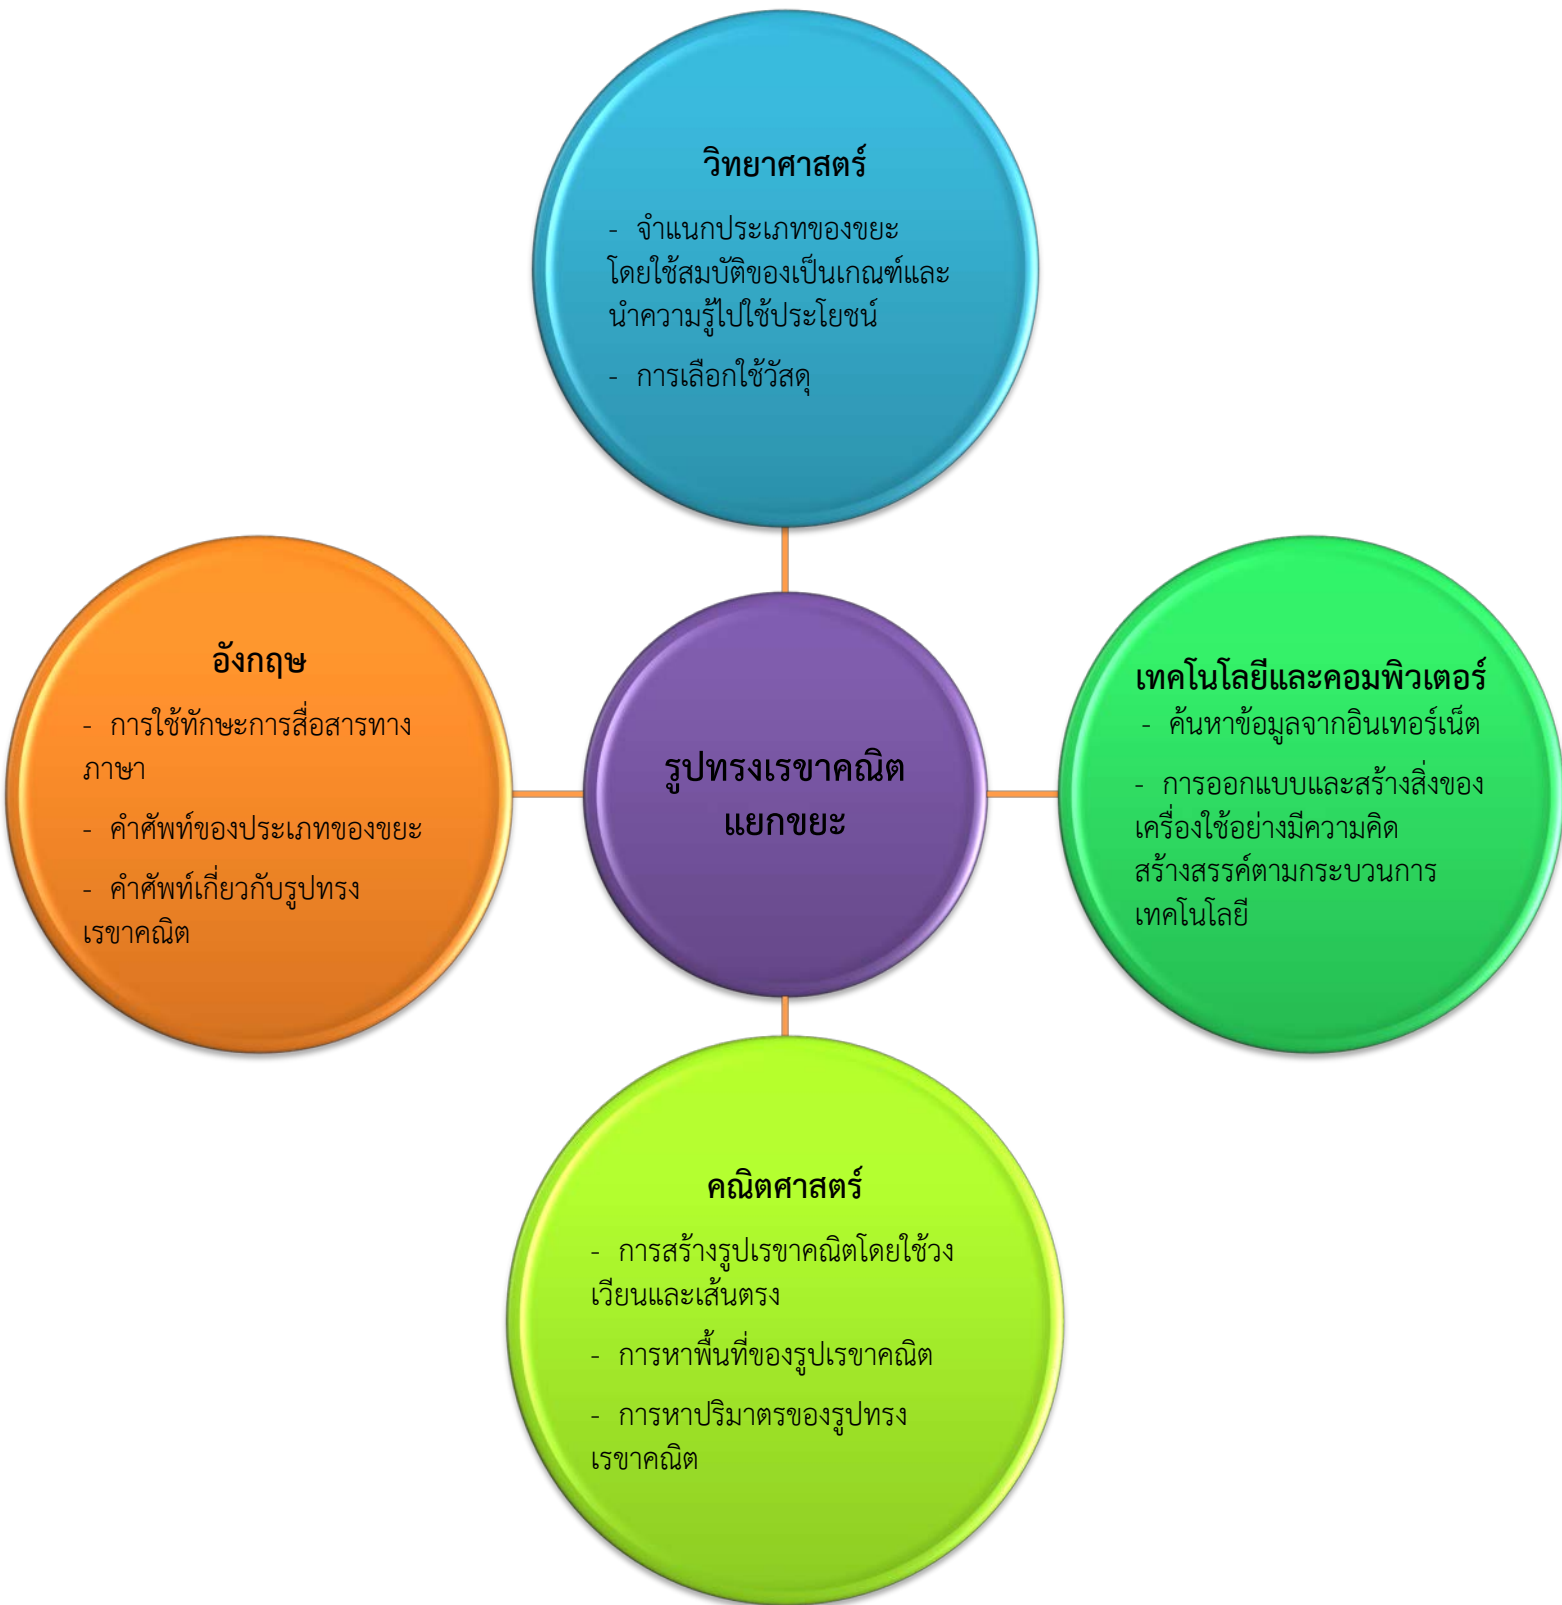 วิทยาศาสตร์
- จำแนกประเภทของขยะ
โดยใช้สมบัติของเป็นเกณฑ์และ
นำความรู้ไปใช้ประโยชน์
- การเลือกใช้วัสดุ
อังกฤษ
- การใช้ทักษะการสื่อสารทาง
ภาษา
- คำศัพท์ของประเภทของขยะ
- คำศัพท์เกี่ยวกับรูปทรง
เรขาคณิต
รูปทรงเรขาคณิต
แยกขยะ
เทคโนโลยีและคอมพิวเตอร์
- ค้นหาข้อมูลจากอินเทอร์เน็ต
- การออกแบบและสร้างสิ่งของ
เครื่องใช้อย่างมีความคิด
สร้างสรรค์ตามกระบวนการ
เทคโนโลยี
คณิตศาสตร์
- การสร้างรูปเรขาคณิตโดยใช้วง
เวียนและเส้นตรง
- การหาพื้นที่ของรูปเรขาคณิต
- การหาปริมาตรของรูปทรง
เรขาคณิต